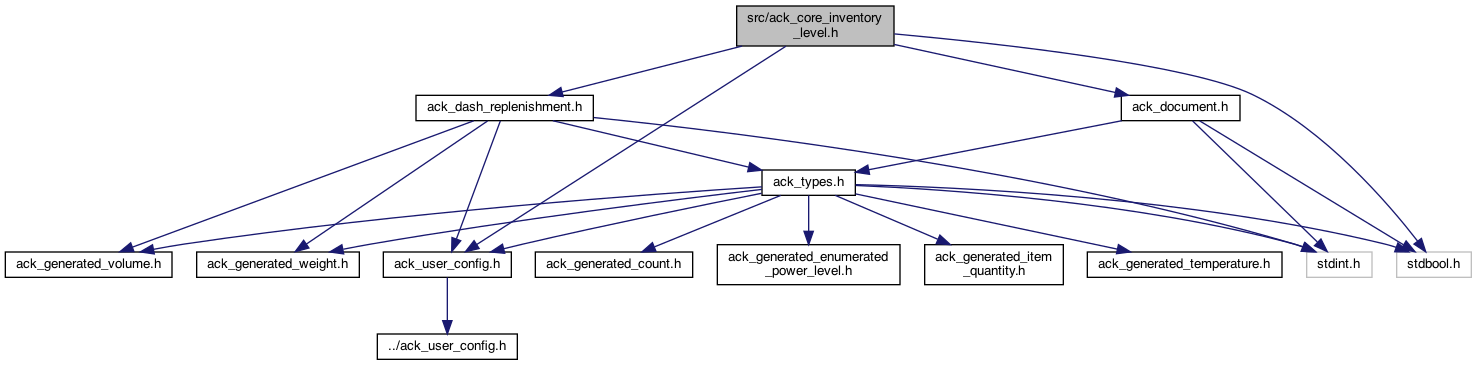 src/ack_core_inventory
_level.h
ack_dash_replenishment.h
ack_document.h
ack_types.h
ack_generated_volume.h
ack_generated_weight.h
ack_user_config.h
ack_generated_count.h
ack_generated_enumerated
_power_level.h
ack_generated_item
_quantity.h
ack_generated_temperature.h
stdint.h
stdbool.h
../ack_user_config.h